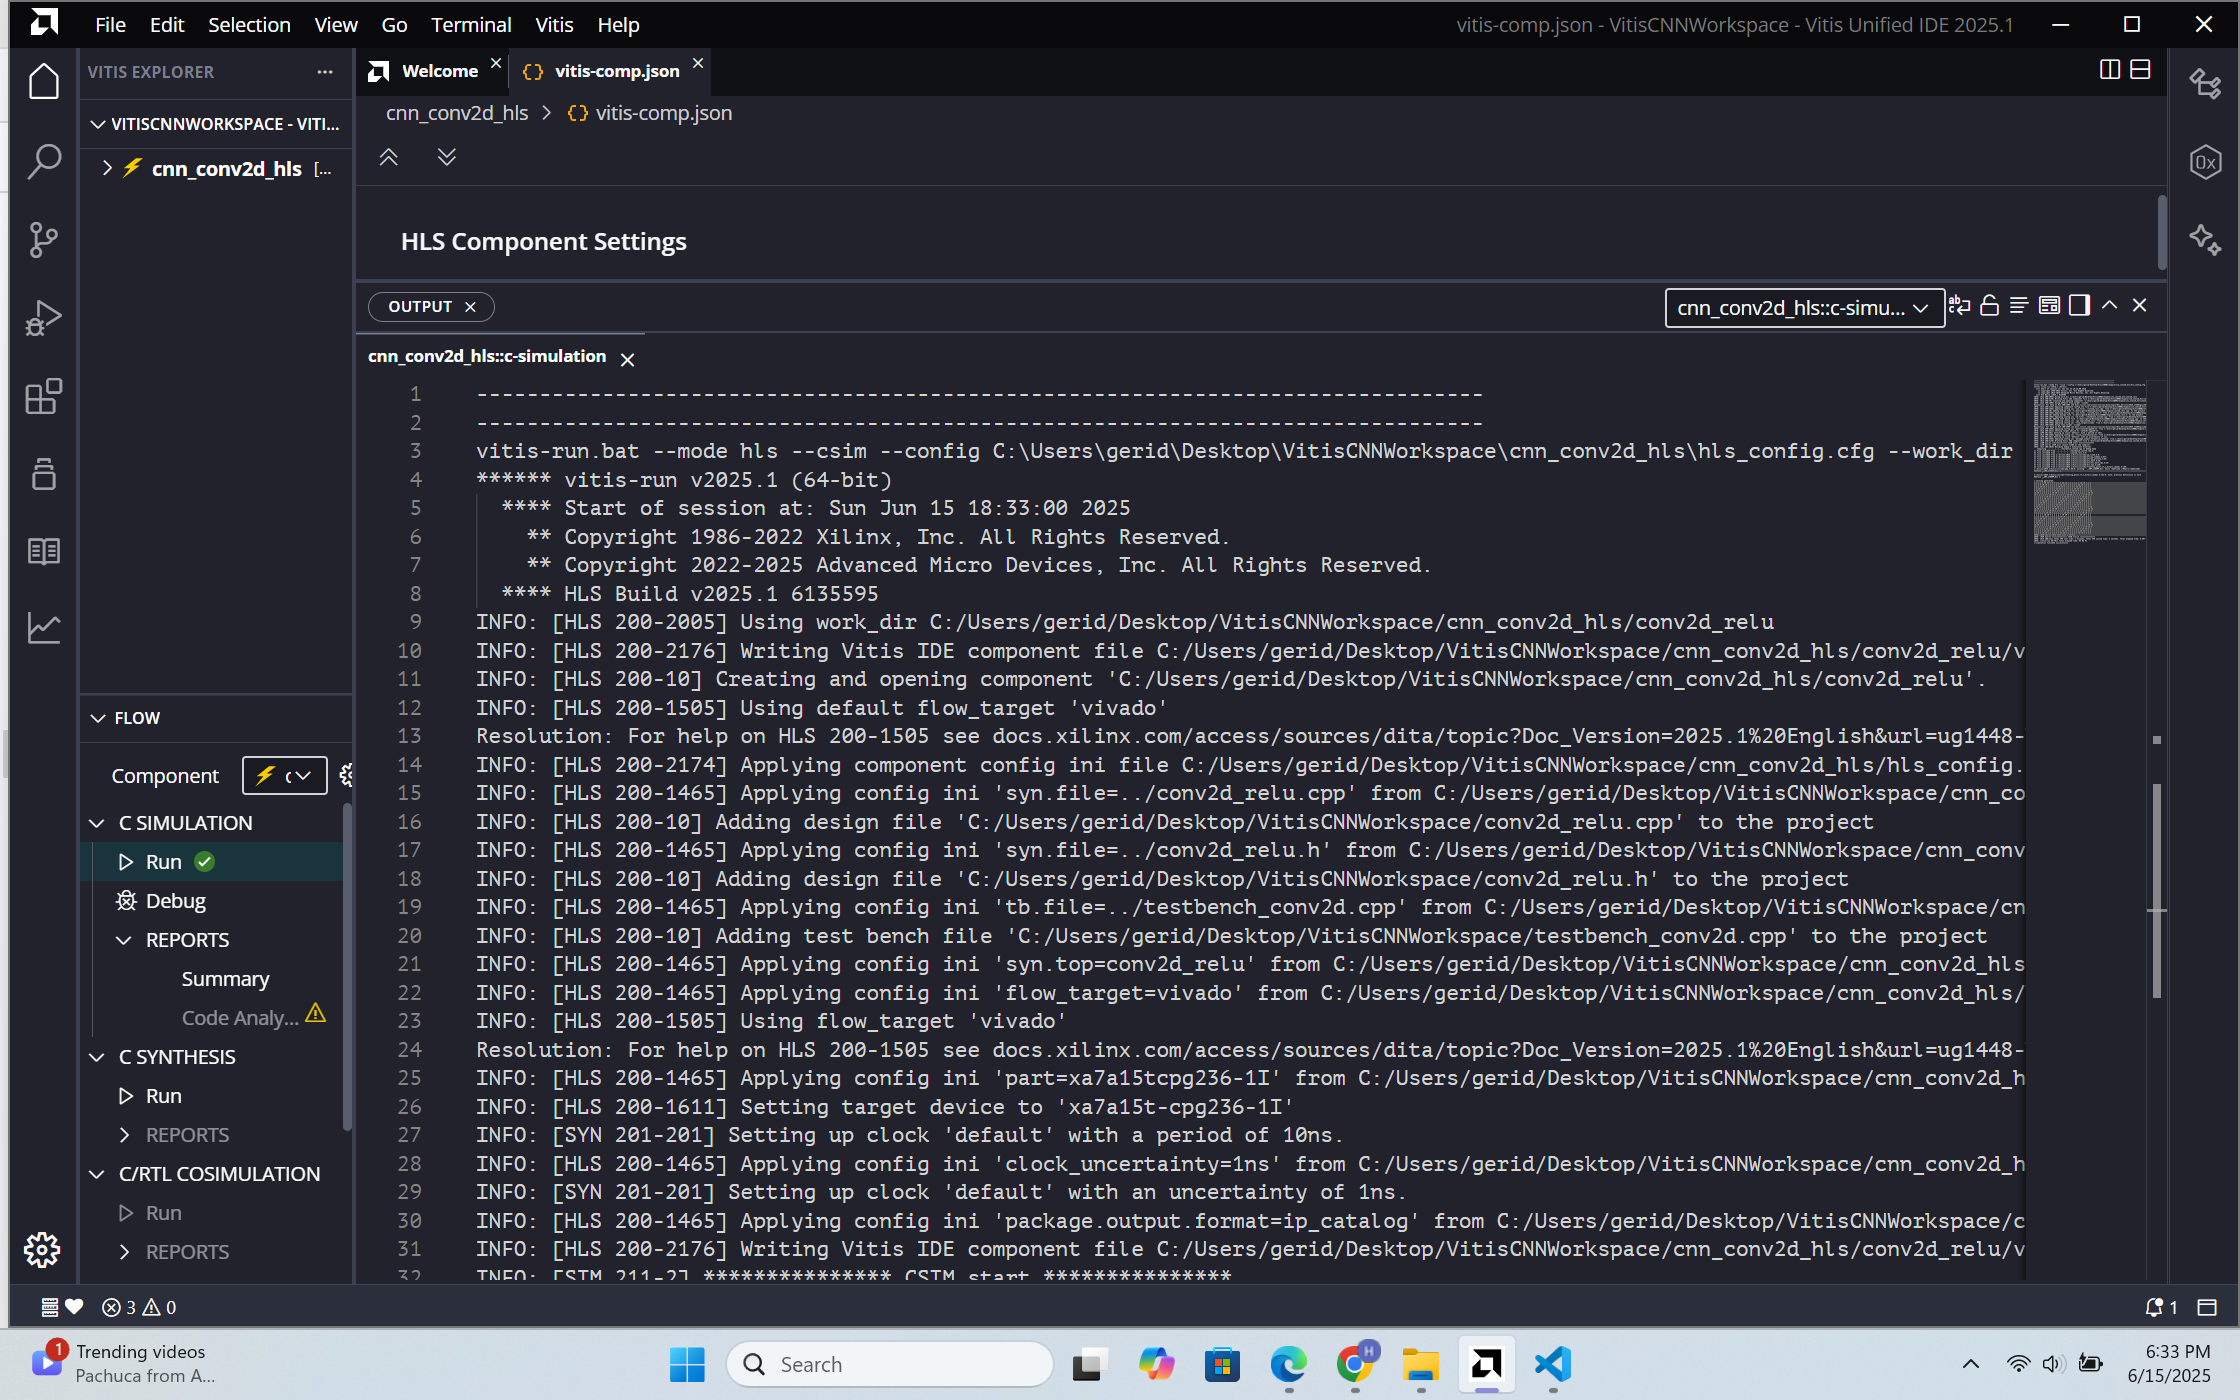 File Edit Selection View Go Terminal Vitis Help
vitis-comp.json - VitisCNNWorkspace - Vitis Unified IDE 2025.1
VITIS EXPLORER
VITISCNNWORKSPACE - VITI...
cnn_conv2d_hls [...
Welcome
{} vitis-comp.json
cnn_conv2d_hls > {} vitis-comp.json
HLS Component Settings
OUTPUT
cnn_conv2d_hls::c-simu...
cnn_conv2d_hls::c-simulation
1 --------------------------------------------------------------------------------
2 --------------------------------------------------------------------------------
3 vitis-run.bat --mode hls --csim --config C:\Users\gerid\Desktop\VitisCNNWorkspace\cnn_conv2d_hls\hls_config.cfg --work_dir
4 ****** vitis-run v2025.1 (64-bit)
5 **** Start of session at: Sun Jun 15 18:33:00 2025
6 ** Copyright 1986-2022 Xilinx, Inc. All Rights Reserved.
7 ** Copyright 2022-2025 Advanced Micro Devices, Inc. All Rights Reserved.
8 **** HLS Build v2025.1 6135595
9 INFO: [HLS 200-2005] Using work_dir C:/Users/gerid/Desktop/VitisCNNWorkspace/cnn_conv2d_hls/conv2d_relu
10 INFO: [HLS 200-2176] Writing Vitis IDE component file C:/Users/gerid/Desktop/VitisCNNWorkspace/cnn_conv2d_hls/conv2d_relu/v
11 INFO: [HLS 200-10] Creating and opening component 'C:/Users/gerid/Desktop/VitisCNNWorkspace/cnn_conv2d_hls/conv2d_relu'.
12 INFO: [HLS 200-1505] Using default flow_target 'vivado'
13 Resolution: For help on HLS 200-1505 see docs.xilinx.com/access/sources/dita/topic?Doc_Version=2025.1%20English&url=ug1448-
14 INFO: [HLS 200-2174] Applying component config ini file C:/Users/gerid/Desktop/VitisCNNWorkspace/cnn_conv2d_hls/hls_config.
15 INFO: [HLS 200-1465] Applying config ini 'syn.file=../conv2d_relu.cpp' from C:/Users/gerid/Desktop/VitisCNNWorkspace/cnn_co
16 INFO: [HLS 200-10] Adding design file 'C:/Users/gerid/Desktop/VitisCNNWorkspace/conv2d_relu.cpp' to the project
17 INFO: [HLS 200-1465] Applying config ini 'syn.file=../conv2d_relu.h' from C:/Users/gerid/Desktop/VitisCNNWorkspace/cnn_conv
18 INFO: [HLS 200-10] Adding design file 'C:/Users/gerid/Desktop/VitisCNNWorkspace/conv2d_relu.h' to the project
19 INFO: [HLS 200-1465] Applying config ini 'tb.file=../testbench_conv2d.cpp' from C:/Users/gerid/Desktop/VitisCNNWorkspace/cn
20 INFO: [HLS 200-10] Adding test bench file 'C:/Users/gerid/Desktop/VitisCNNWorkspace/testbench_conv2d.cpp' to the project
21 INFO: [HLS 200-1465] Applying config ini 'syn.top=conv2d_relu' from C:/Users/gerid/Desktop/VitisCNNWorkspace/cnn_conv2d_hls
22 INFO: [HLS 200-1465] Applying config ini 'flow_target=vivado' from C:/Users/gerid/Desktop/VitisCNNWorkspace/cnn_conv2d_hls/
23 INFO: [HLS 200-1505] Using flow_target 'vivado'
24 Resolution: For help on HLS 200-1505 see docs.xilinx.com/access/sources/dita/topic?Doc_Version=2025.1%20English&url=ug1448-
25 INFO: [HLS 200-1465] Applying config ini 'part=xa7a15tcpg236-1I' from C:/Users/gerid/Desktop/VitisCNNWorkspace/cnn_conv2d_h
26 INFO: [HLS 200-1611] Setting target device to 'xa7a15t-cpg236-1I'
27 INFO: [SYN 201-201] Setting up clock 'default' with a period of 10ns.
28 INFO: [HLS 200-1465] Applying config ini 'clock_uncertainty=1ns' from C:/Users/gerid/Desktop/VitisCNNWorkspace/cnn_conv2d_h
29 INFO: [SYN 201-201] Setting up clock 'default' with an uncertainty of 1ns.
30 INFO: [HLS 200-1465] Applying config ini 'package.output.format=ip_catalog' from C:/Users/gerid/Desktop/VitisCNNWorkspace/c
31 INFO: [HLS 200-2176] Writing Vitis IDE component file C:/Users/gerid/Desktop/VitisCNNWorkspace/cnn_conv2d_hls/conv2d_relu/v
32 INFO: [SIM 211-2] *************** CSIM start ***************
FLOW
Component
c
C SIMULATION
Run
Debug
REPORTS
Summary
Code Analy...
C SYNTHESIS
Run
REPORTS
C/RTL COSIMULATION
Run
REPORTS
3 0
1
1
Trending videos
Pachuca from A...
Search
H
6:33 PM
6/15/2025